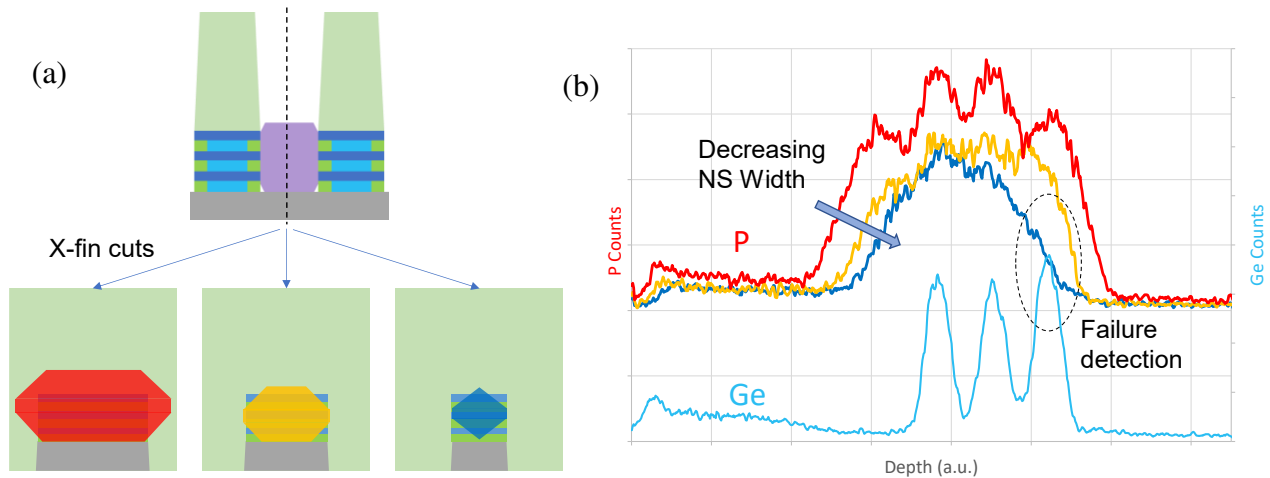 (a)
X-fin cuts
(b)
Decreasing
NS Width
P
Ge
Failure
detection
P Counts
Ge Counts
Depth (a.u.)